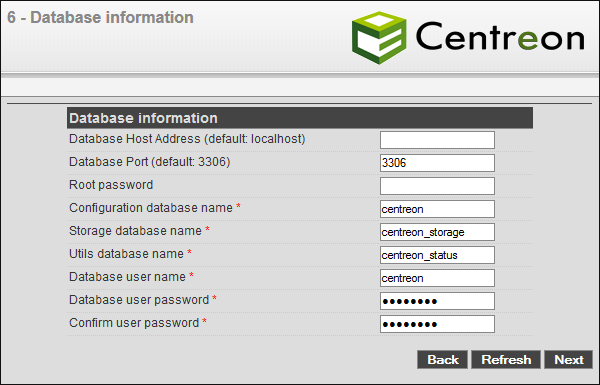 6 - Database information
Centreon
Database information
Database Host Address (default: localhost)
Database Port (default: 3306) 3306
Root password
Configuration database name * centreon
Storage database name * centreon_storage
Utils database name * centreon_status
Database user name * centreon
Database user password * ●●●●●●●●
Confirm user password * ●●●●●●●●
Back Refresh Next